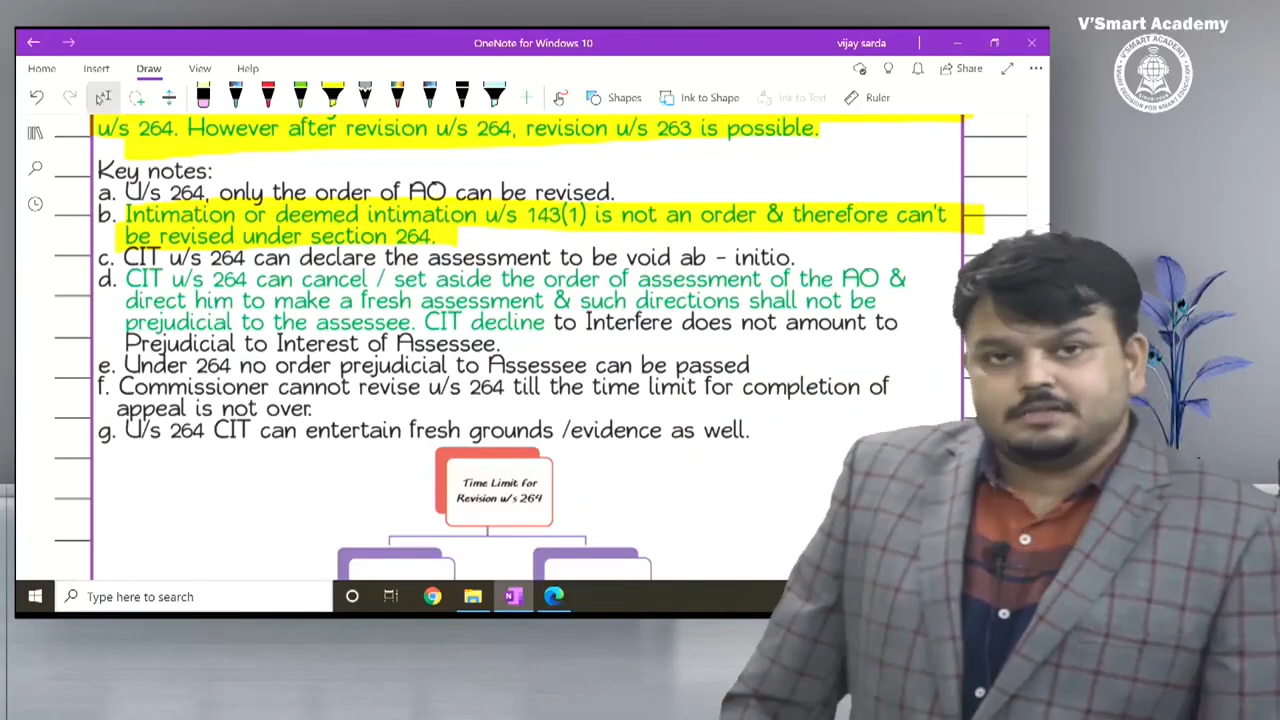 V'Smart Academy
OneNote for Windows 10
vijay sarda
Home Insert Draw View Help
Share
Shapes Ink to Shape Ink to Text Ruler
u/s 264. However after revision u/s 264, revision u/s 263 is possible.
Key notes:
a. U/s 264, only the order of AO can be revised.
b. Intimation or deemed intimation u/s 143(1) is not an order & therefore can't
be revised under section 264.
c. CIT u/s 264 can declare the assessment to be void ab - initio.
d. CIT u/s 264 can cancel / set aside the order of assessment of the AO &
direct him to make a fresh assessment & such directions shall not be
prejudicial to the assessee. CIT decline to Interfere does not amount to
Prejudicial to Interest of Assessee.
e. Under 264 no order prejudicial to Assessee can be passed
f. Commissioner cannot revise u/s 264 till the time limit for completion of
appeal is not over.
g. U/s 264 CIT can entertain fresh grounds /evidence as well.
Time Limit for
Revision u/s 264
Type here to search